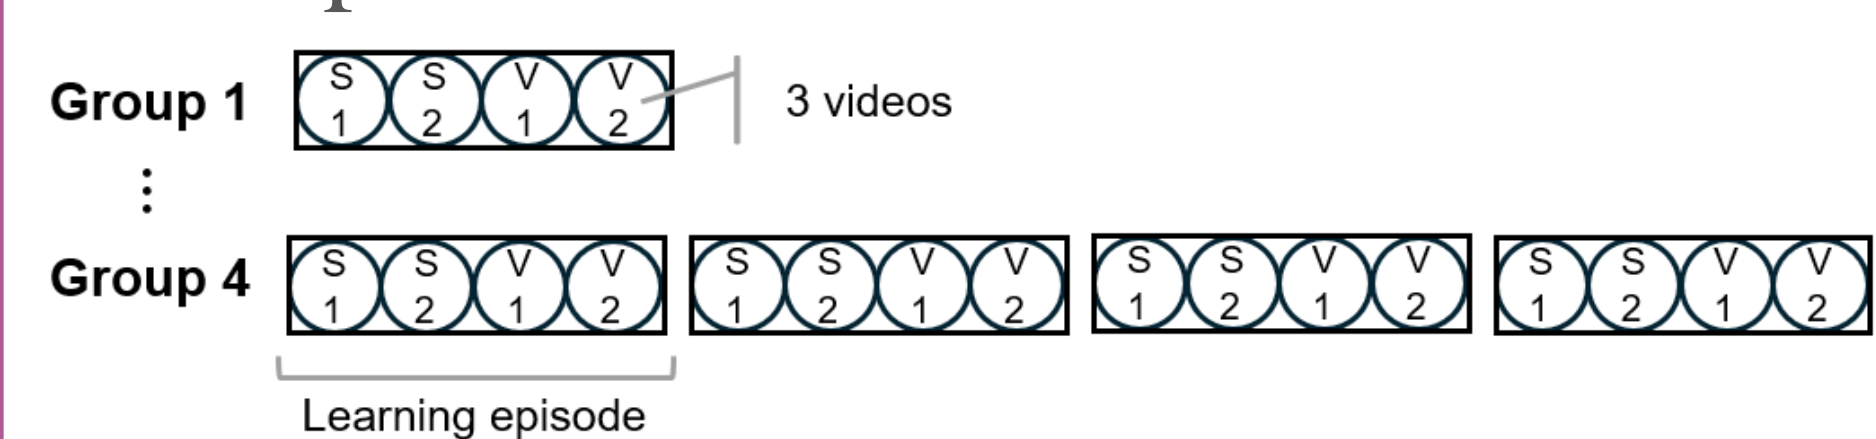 Group 1
S S V V
1 2 1 2
3 videos
Group 4
S S V V S S V V S S V V S S V V
1 2 1 2 1 2 1 2 1 2 1 2 1 2 1 2
Learning episode